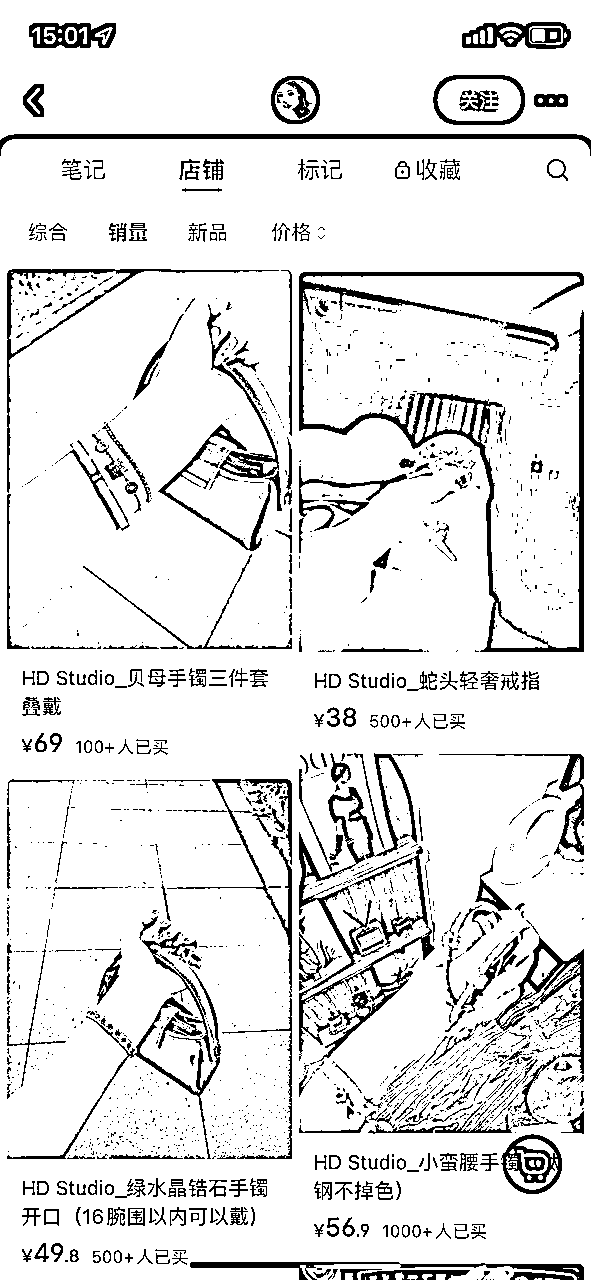 15:01
关注
笔记 店铺 标记 收藏
综合 销量 新品 价格
HD Studio_贝母手镯三件套
叠戴
¥69 100+人已买
HD Studio_蛇头轻奢戒指
¥38 500+人已买
HD Studio_绿水晶锆石手镯
开口（16腕围以内可以戴）
¥49.8 500+人已买
HD Studio_小蛮腰手镯
钢不掉色）
¥56.9 1000+人已买